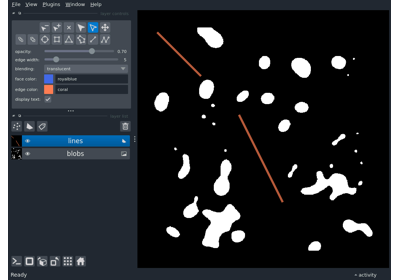 File View Plugins Window Help
opacity: 0.70
edge width: 5
blending: translucent
face color: royalblue
edge color: coral
display text: ✓
lines
blobs
Ready
activity